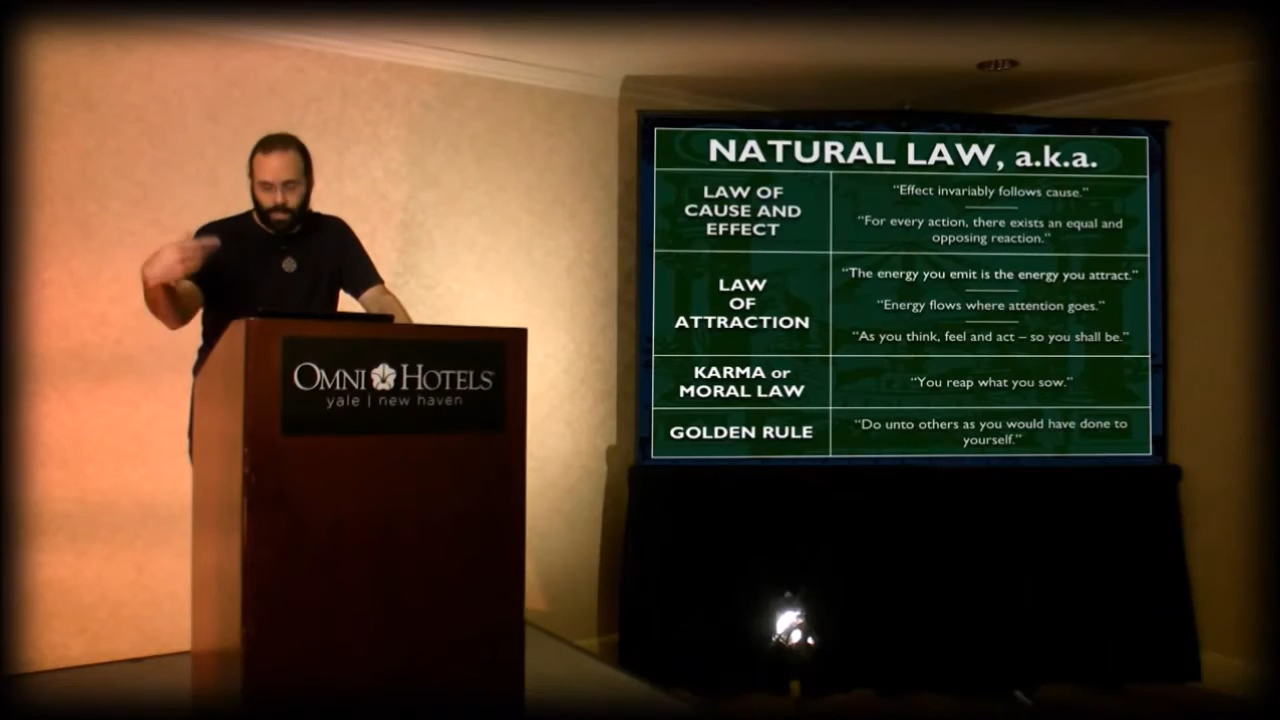 OMNI HOTELS
yale | new haven
NATURAL LAW, a.k.a.
LAW OF
CAUSE AND
EFFECT
“Effect invariably follows cause.”
“For every action, there exists an equal and
opposing reaction.”
LAW
OF
ATTRACTION
“The energy you emit is the energy you attract.”
“Energy flows where attention goes.”
“As you think, feel and act – so you shall be.”
KARMA or
MORAL LAW
“You reap what you sow.”
GOLDEN RULE
“Do unto others as you would have done to
yourself.”